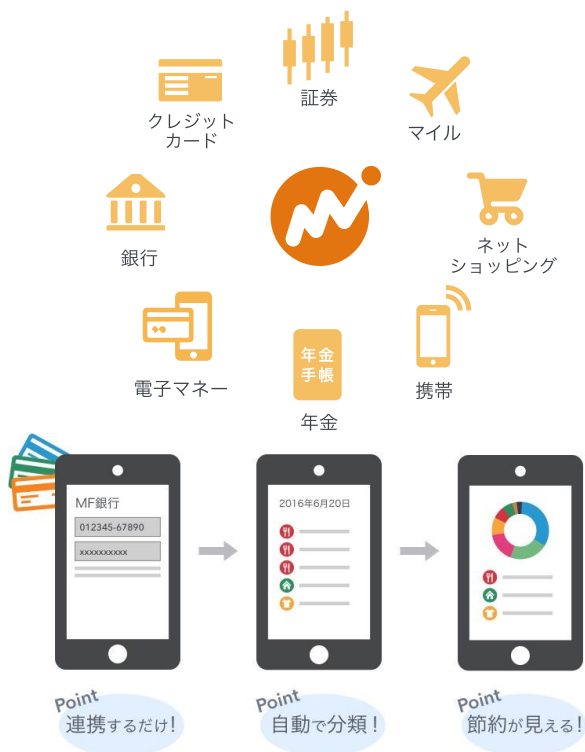 証券
クレジット
カード
マイル
銀行
ネット
ショッピング
電子マネー
年金
手帳
携帯
年金
MF銀行
012345-67890
xxxxxxxxxx
2016年6月20日
Point
連携するだけ!
Point
自動で分類!
Point
節約が見える!